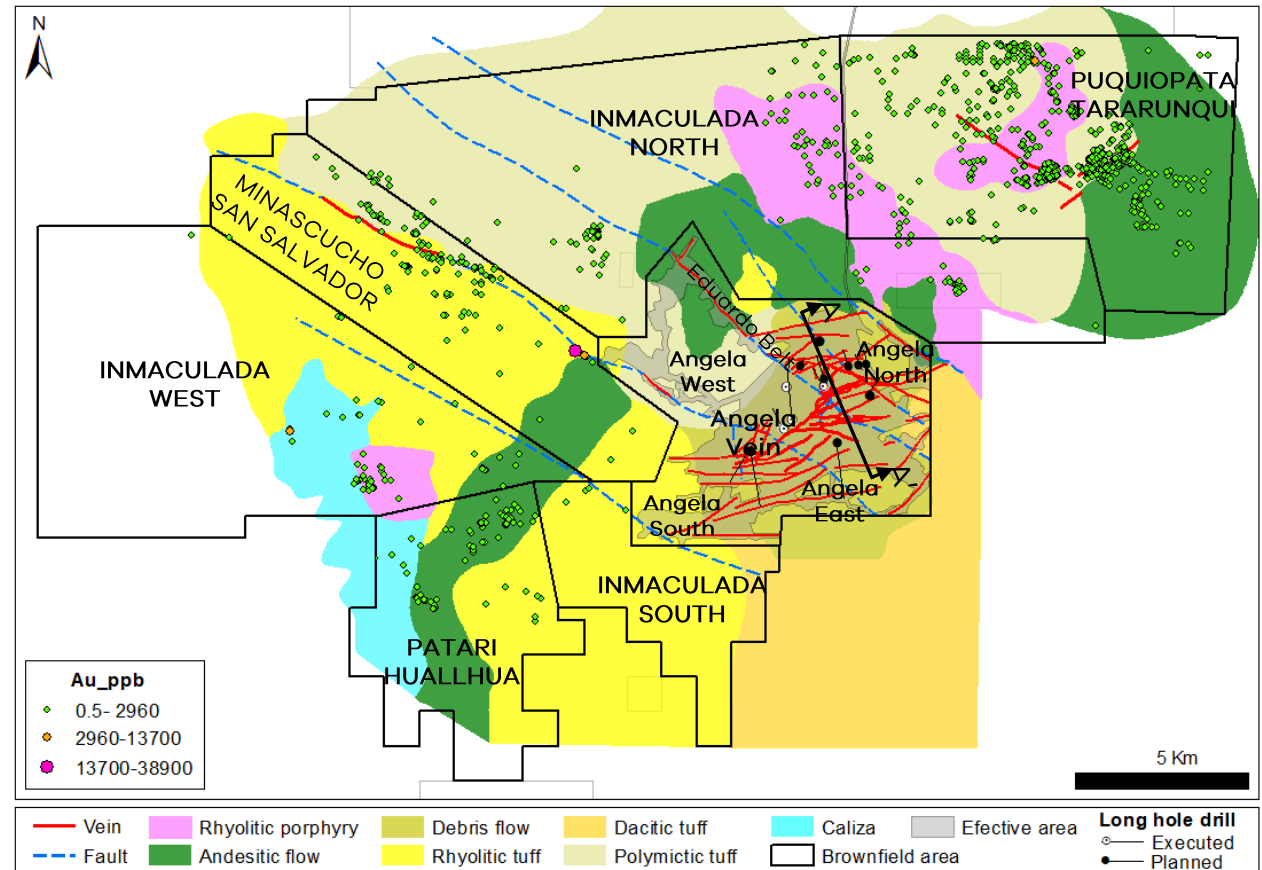 N
PUQUIOPATA
TARARUNQUI
INMACULADA
NORTH
MINASCUCHO
SAN SALVADOR
Eduardo Belt
A
INMACULADA
WEST
Angela
West
Angela
North
Angela
Vein
A'
Angela
South
Angela
East
INMACULADA
SOUTH
PATARI
HUALLHUA
Au_ppb
0.5- 2960
2960-13700
13700-38900
5 Km
Vein
Rhyolitic porphyry
Debris flow
Dacitic tuff
Caliza
Efective area
Long hole drill
Executed
Fault
Andesitic flow
Rhyolitic tuff
Polymictic tuff
Brownfield area
Planned